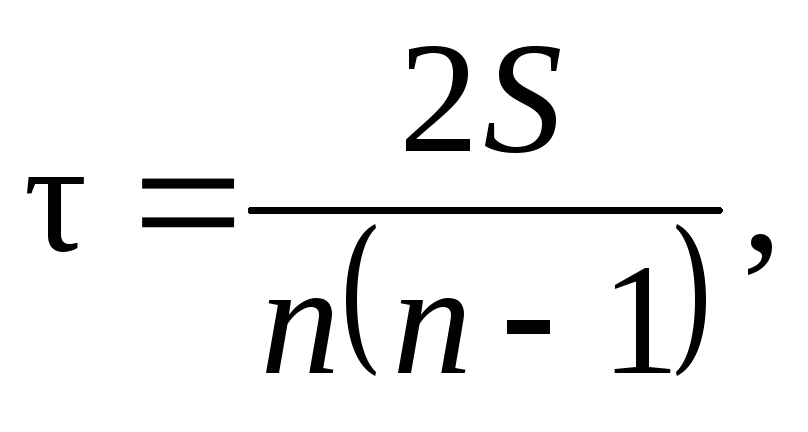 τ = 2S / n(n - 1) ,